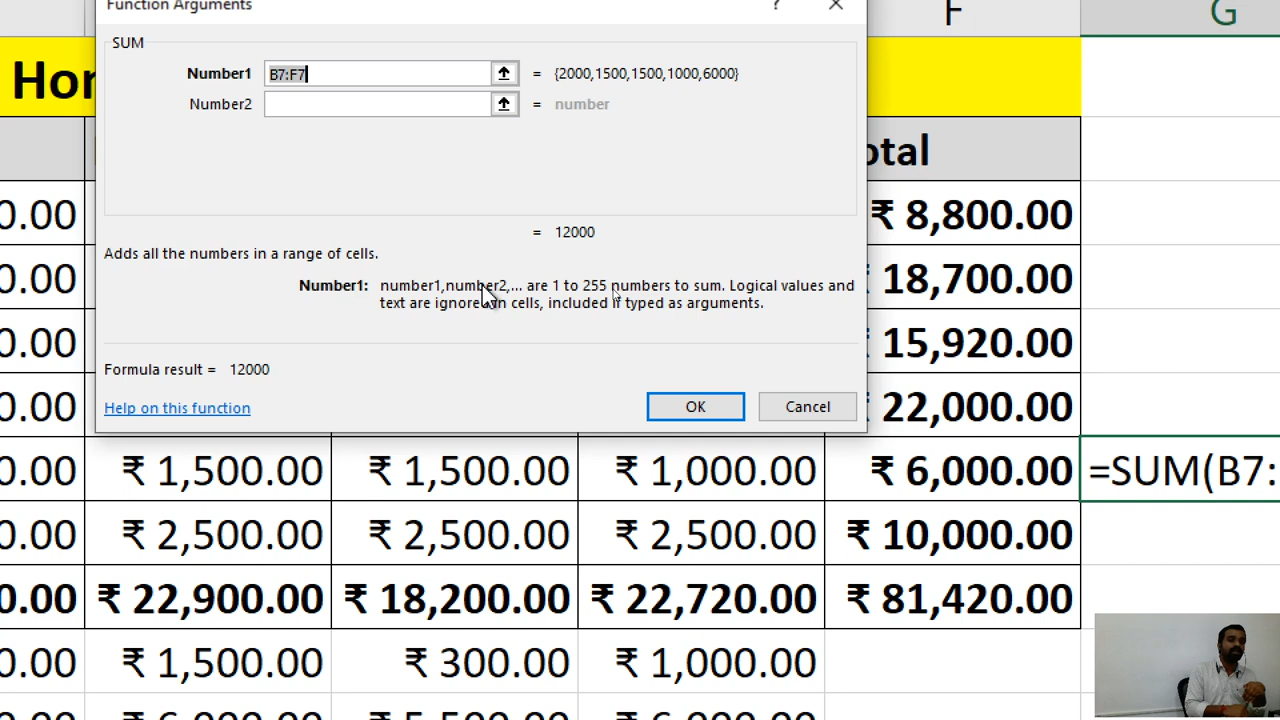 Function Arguments ?
F G
SUM
Number1 B7:F7 = {2000,1500,1500,1000,6000}
Number2 = number
= 12000
Adds all the numbers in a range of cells.
Number1: number1,number2,... are 1 to 255 numbers to sum. Logical values and
text are ignored in cells, included if typed as arguments.
Formula result = 12000
Help on this function OK Cancel
Hom
otal
0.00 ₹ 8,800.00
0.00 ₹ 18,700.00
0.00 ₹ 15,920.00
0.00 ₹ 22,000.00
0.00 ₹ 1,500.00 ₹ 1,500.00 ₹ 1,000.00 ₹ 6,000.00 =SUM(B7:
0.00 ₹ 2,500.00 ₹ 2,500.00 ₹ 2,500.00 ₹ 10,000.00
0.00 ₹ 22,900.00 ₹ 18,200.00 ₹ 22,720.00 ₹ 81,420.00
0.00 ₹ 1,500.00 ₹ 300.00 ₹ 1,000.00